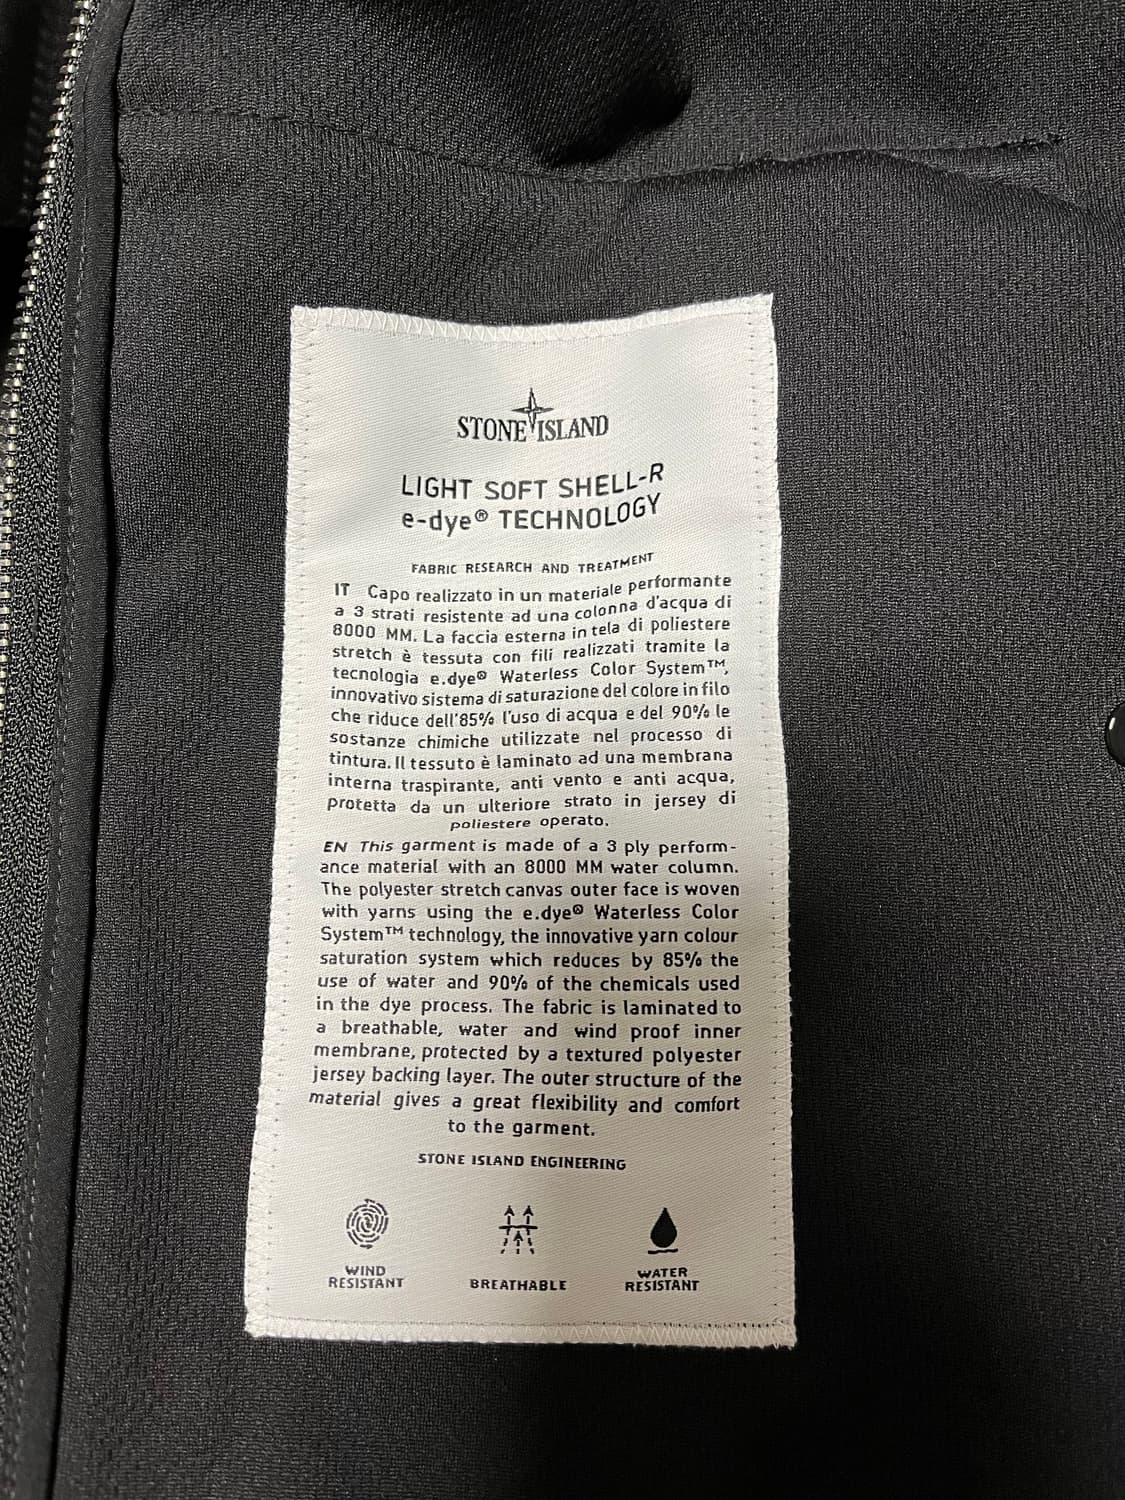 STONE ISLAND
LIGHT SOFT SHELL-R
e-dye® TECHNOLOGY
FABRIC RESEARCH AND TREATMENT
IT Capo realizzato in un materiale performante
a 3 strati resistente ad una colonna d'acqua di
8000 MM. La faccia esterna in tela di poliestere
stretch è tessuta con fili realizzati tramite la
tecnologia e.dye® Waterless Color System™,
innovativo sistema di saturazione del colore in filo
che riduce dell'85% l'uso di acqua e del 90% le
sostanze chimiche utilizzate nel processo di
tintura. Il tessuto è laminato ad una membrana
interna traspirante, anti vento e anti acqua,
protetta da un ulteriore strato in jersey di
poliestere operato.
EN This garment is made of a 3 ply perform-
ance material with an 8000 MM water column.
The polyester stretch canvas outer face is woven
with yarns using the e.dye® Waterless Color
System™ technology, the innovative yarn colour
saturation system which reduces by 85% the
use of water and 90% of the chemicals used
in the dye process. The fabric is laminated to
a breathable, water and wind proof inner
membrane, protected by a textured polyester
jersey backing layer. The outer structure of the
material gives a great flexibility and comfort
to the garment.
STONE ISLAND ENGINEERING
WIND
RESISTANT
BREATHABLE
WATER
RESISTANT